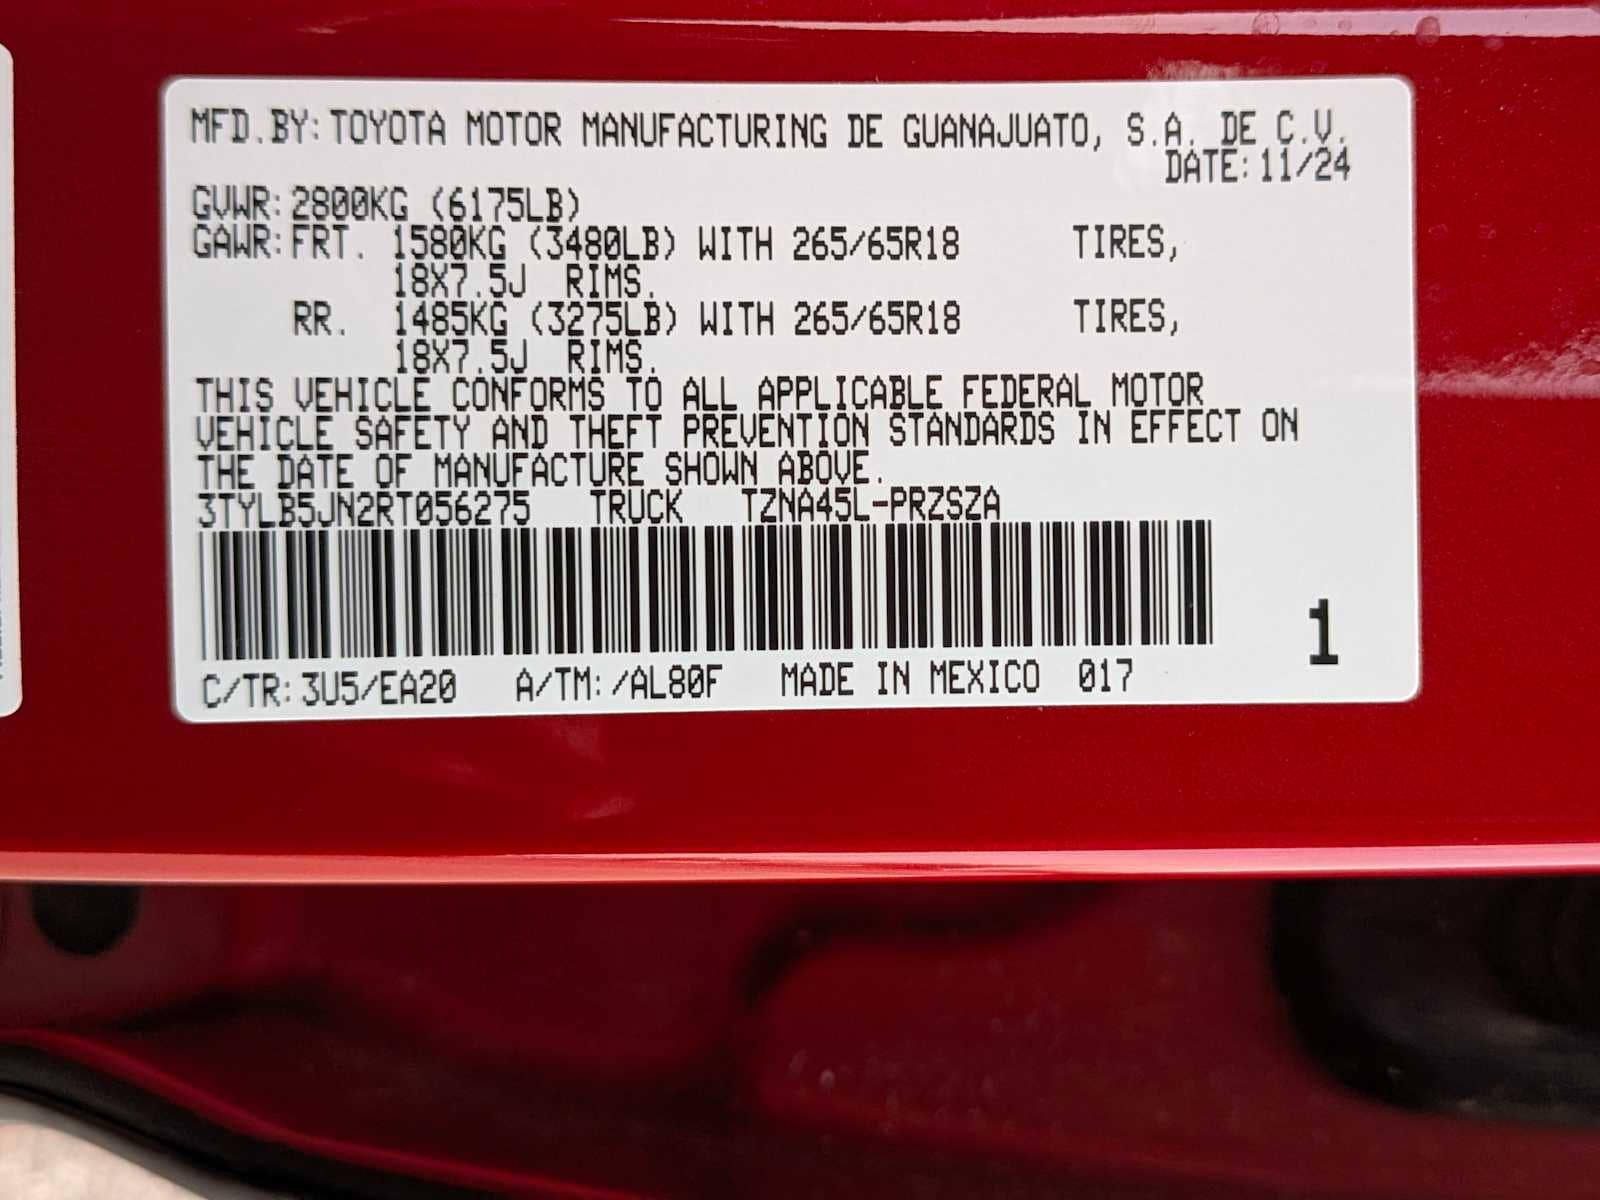 MFD.BY: TOYOTA MOTOR MANUFACTURING DE GUANAJUATO, S.A. DE C.V.
DATE: 11/24
GVWR: 2800KG (6175LB)
GAWR: FRT. 1580KG (3480LB) WITH 265/65R18 TIRES,
18X7.5J RIMS.
RR. 1485KG (3275LB) WITH 265/65R18 TIRES,
18X7.5J RIMS.
THIS VEHICLE CONFORMS TO ALL APPLICABLE FEDERAL MOTOR
VEHICLE SAFETY AND THEFT PREVENTION STANDARDS IN EFFECT ON
THE DATE OF MANUFACTURE SHOWN ABOVE.
3TYLB5JN2RT056275 TRUCK TZNA45L-PRZSZA
C/TR: 3U5/EA20 A/TM: /AL80F MADE IN MEXICO 017
1